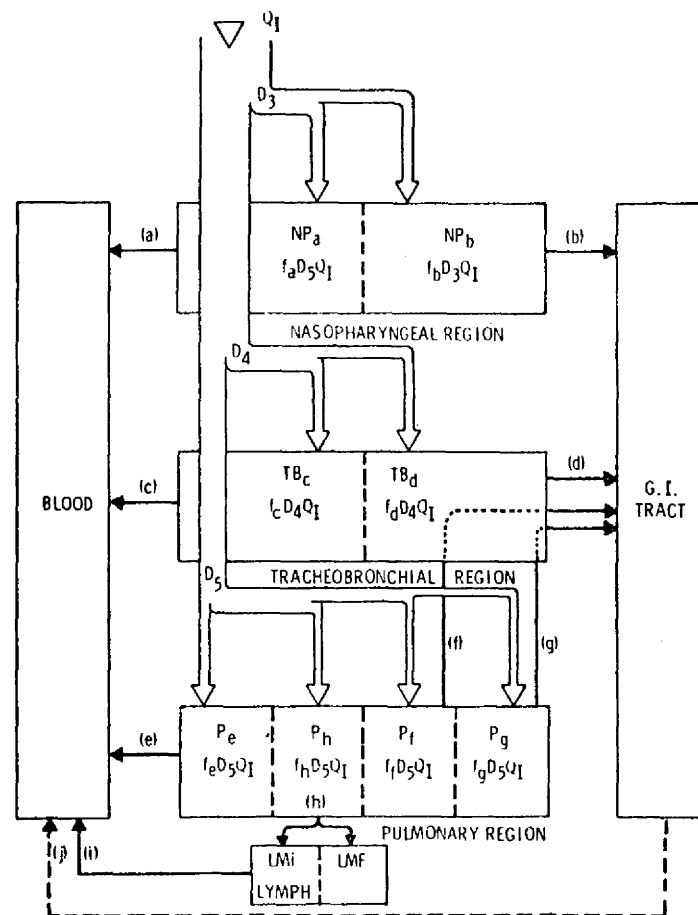 Q_I
D_3
(a)
NP_a
NP_b
(b)
f_aD_5Q_I
f_bD_3Q_I
NASOPHARYNGEAL REGION
D_4
BLOOD
(c)
TB_c
TB_d
(d)
G.I.
TRACT
f_cD_4Q_I
f_dD_4Q_I
D_5
TRACHEOBRONCHIAL REGION
(f)
(g)
(e)
P_e
P_h
P_f
P_g
f_eD_5Q_I
f_hD_5Q_I
f_fD_5Q_I
f_gD_5Q_I
(h)
PULMONARY REGION
(j)
(i)
LMi
LMF
LYMPH